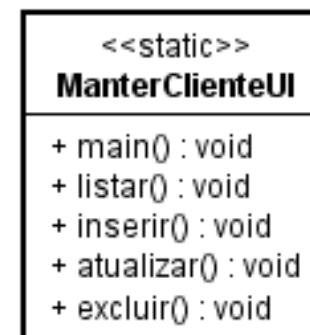 <<static>>
ManterClienteUI
+ main() : void
+ listar() : void
+ inserir() : void
+ atualizar() : void
+ excluir() : void